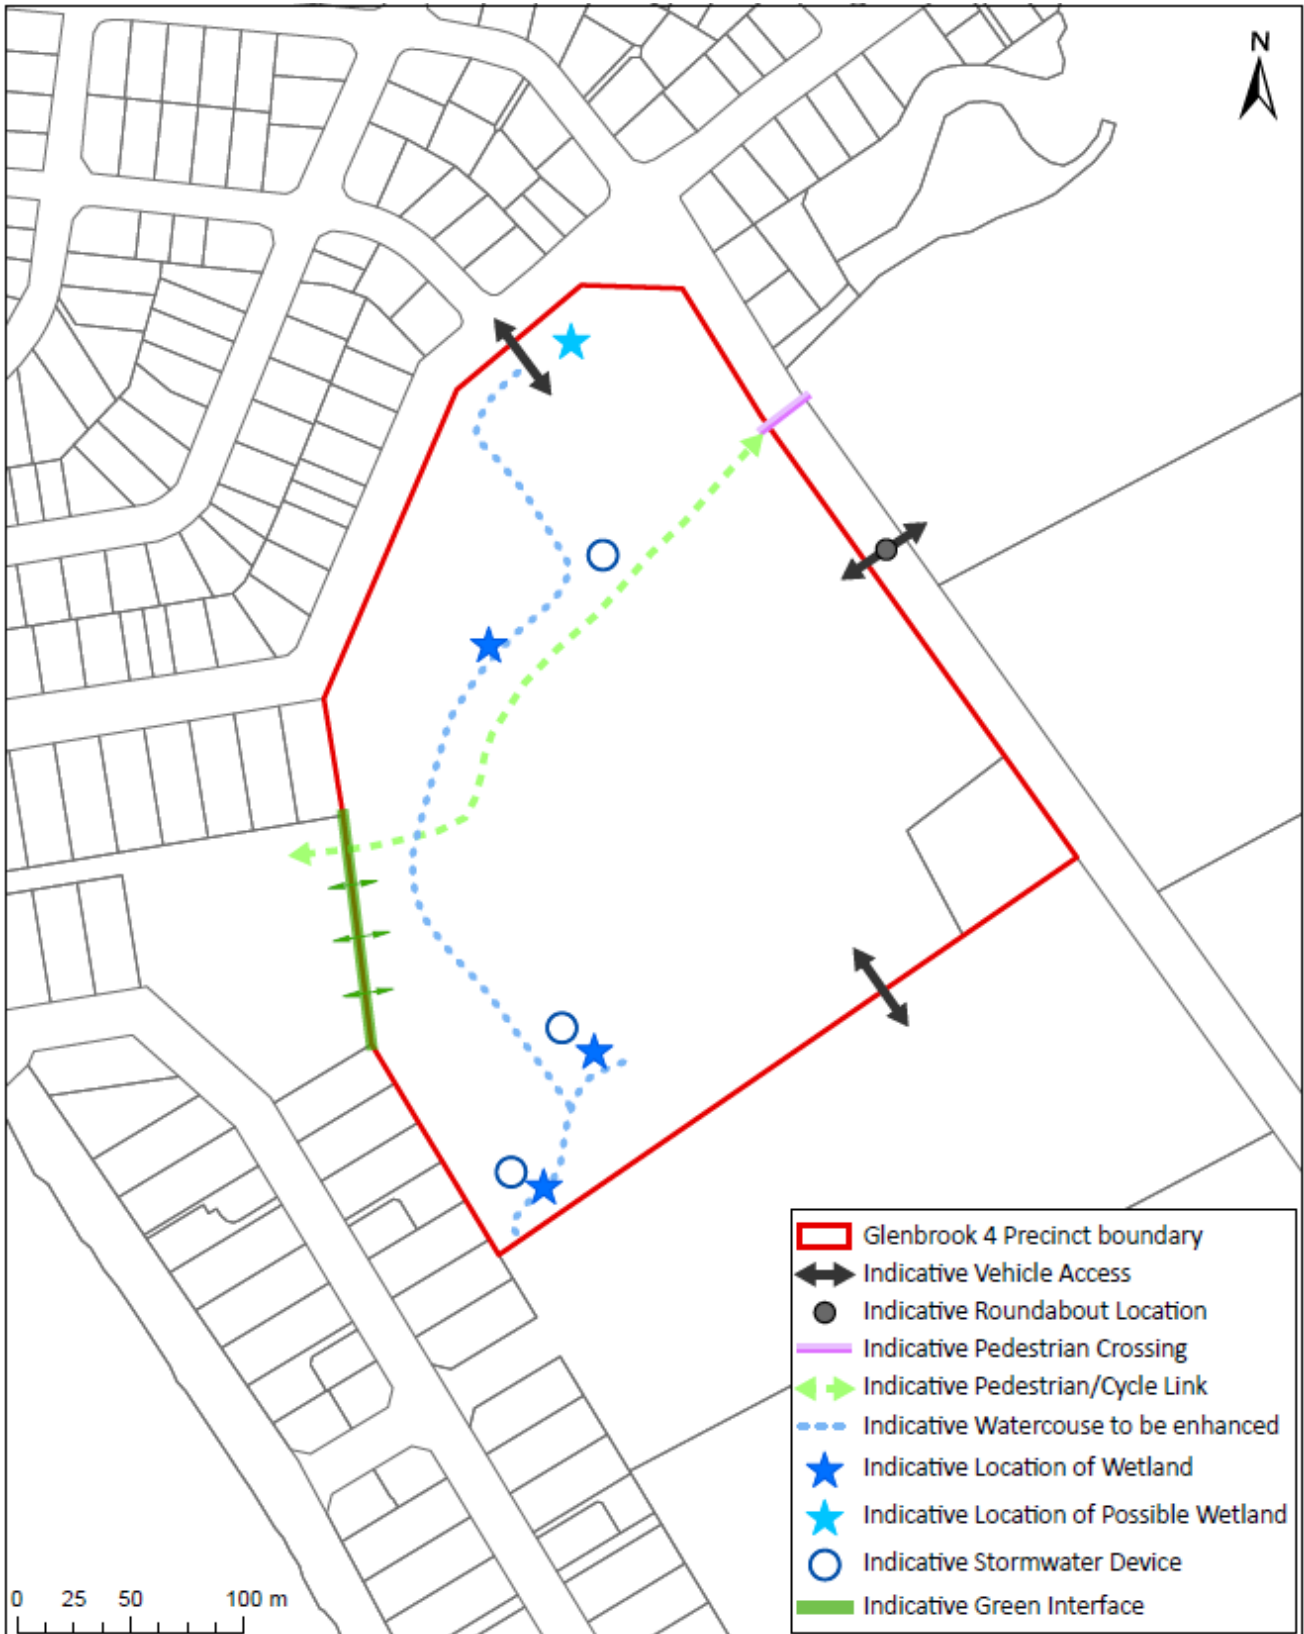 N
Glenbrook 4 Precinct boundary
Indicative Vehicle Access
Indicative Roundabout Location
Indicative Pedestrian Crossing
Indicative Pedestrian/Cycle Link
Indicative Watercouse to be enhanced
Indicative Location of Wetland
Indicative Location of Possible Wetland
Indicative Stormwater Device
Indicative Green Interface
0 25 50 100 m